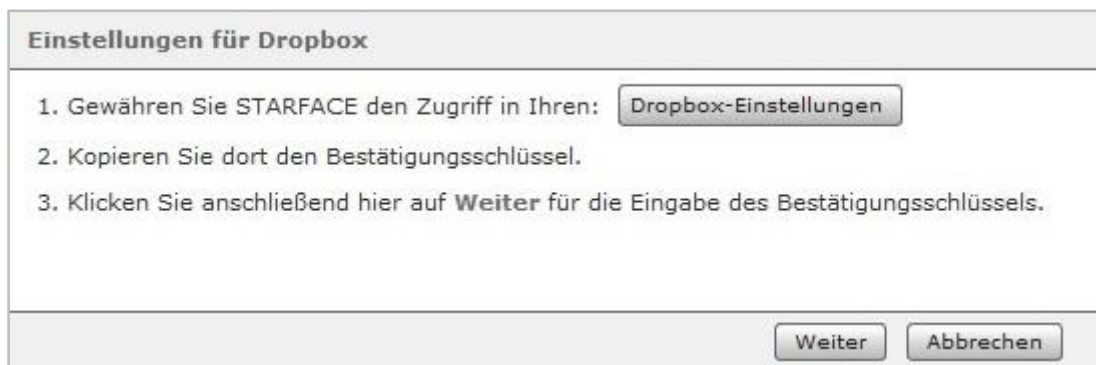 Einstellungen für Dropbox
1. Gewähren Sie STARFACE den Zugriff in Ihren: Dropbox-Einstellungen
2. Kopieren Sie dort den Bestätigungsschlüssel.
3. Klicken Sie anschließend hier auf Weiter für die Eingabe des Bestätigungsschlüssels.
Weiter Abbrechen